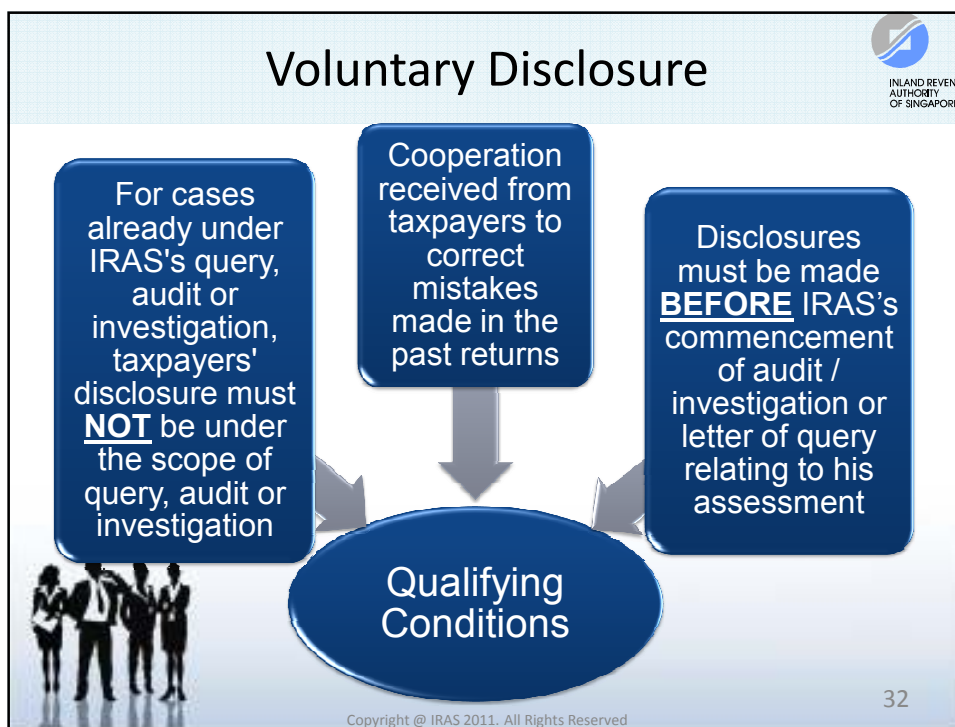 Voluntary Disclosure
INLAND REVEN
AUTHORITY
OF SINGAPORE
For cases
already under
IRAS's query,
audit or
investigation,
taxpayers'
disclosure must
NOT be under
the scope of
query, audit or
investigation
Cooperation
received from
taxpayers to
correct
mistakes
made in the
past returns
Disclosures
must be made
BEFORE IRAS’s
commencement
of audit /
investigation or
letter of query
relating to his
assessment
Qualifying
Conditions
32
Copyright @ IRAS 2011. All Rights Reserved